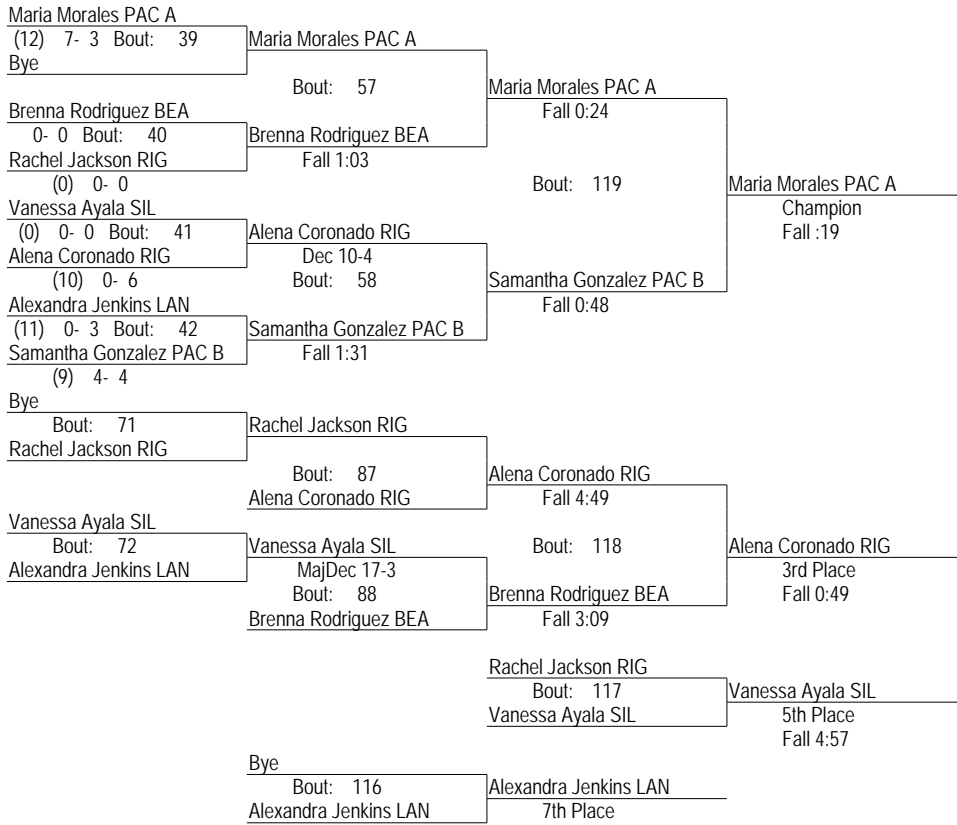 Maria Morales PAC A
(12) 7- 3 Bout: 39
Maria Morales PAC A
Bye
Bout: 57
Maria Morales PAC A
Brenna Rodriguez BEA
Fall 0:24
0- 0 Bout: 40
Brenna Rodriguez BEA
Rachel Jackson RIG
Fall 1:03
(0) 0- 0
Bout: 119
Maria Morales PAC A
Vanessa Ayala SIL
Champion
(0) 0- 0 Bout: 41
Alena Coronado RIG
Fall :19
Alena Coronado RIG
Dec 10-4
(10) 0- 6
Bout: 58
Samantha Gonzalez PAC B
Alexandra Jenkins LAN
Fall 0:48
(11) 0- 3 Bout: 42
Samantha Gonzalez PAC B
Samantha Gonzalez PAC B
Fall 1:31
(9) 4- 4
Bye
Bout: 71
Rachel Jackson RIG
Rachel Jackson RIG
Bout: 87
Alena Coronado RIG
Alena Coronado RIG
Fall 4:49
Vanessa Ayala SIL
Bout: 72
Vanessa Ayala SIL
Bout: 118
Alena Coronado RIG
Alexandra Jenkins LAN
MajDec 17-3
3rd Place
Bout: 88
Brenna Rodriguez BEA
Fall 0:49
Brenna Rodriguez BEA
Fall 3:09
Rachel Jackson RIG
Bout: 117
Vanessa Ayala SIL
Vanessa Ayala SIL
5th Place
Fall 4:57
Bye
Bout: 116
Alexandra Jenkins LAN
Alexandra Jenkins LAN
7th Place